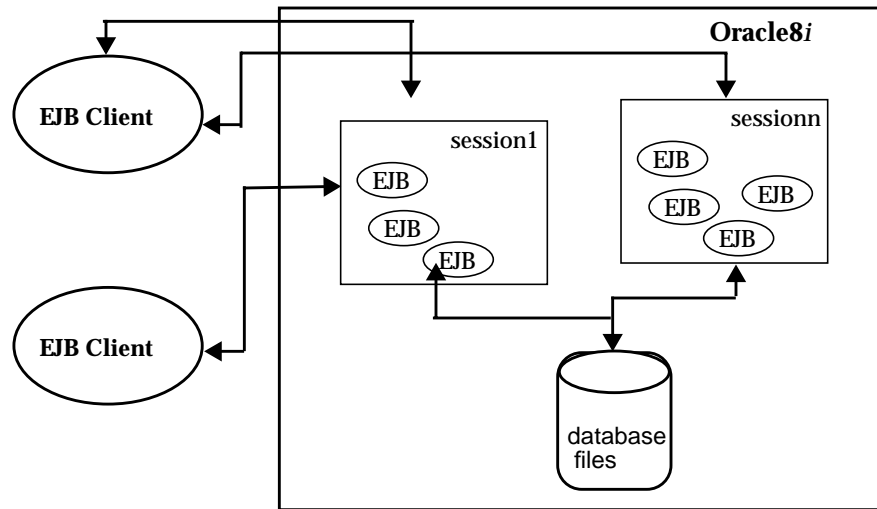 Oracle8i
EJB Client
session1
sessionn
EJB
EJB
EJB
EJB
EJB
EJB
EJB
EJB Client
database
files